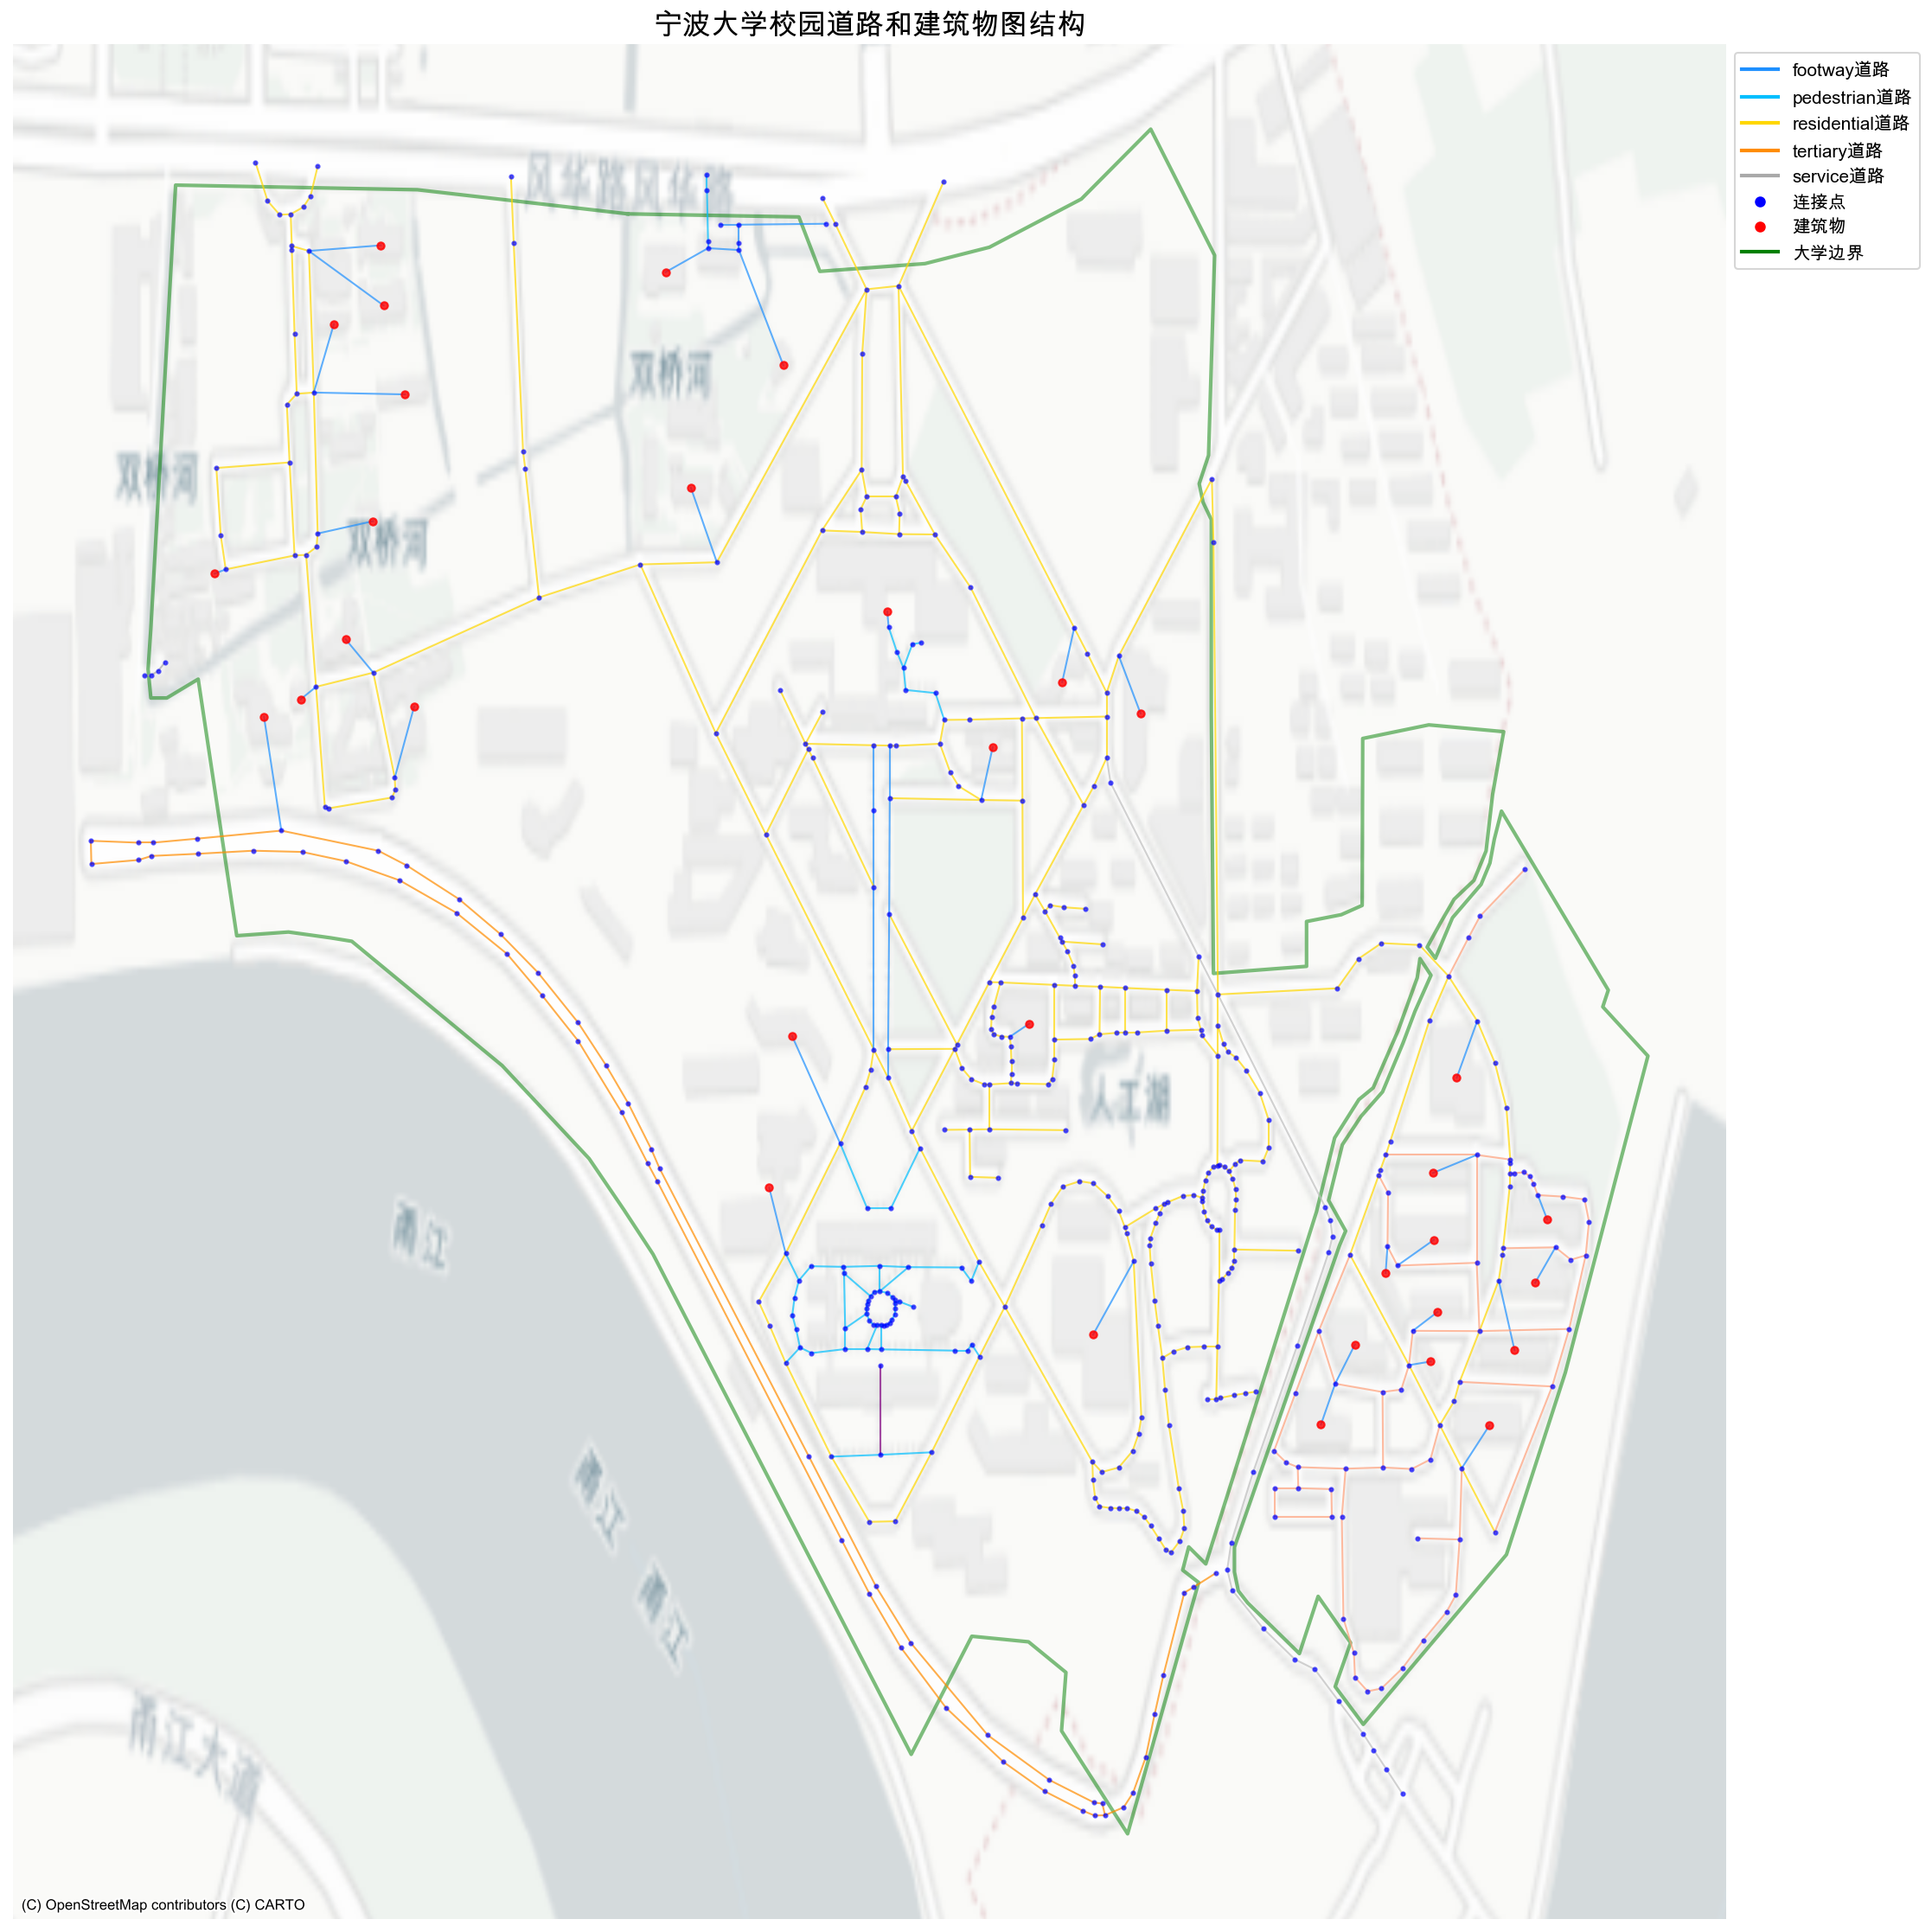 宁波大学校园道路和建筑物图结构
footway道路
pedestrian道路
residential道路
tertiary道路
service道路
连接点
建筑物
大学边界
风华路风华路
双桥河
双桥河
双桥河
人工湖
甬江
甬江
甬江
甬江大道
(C) OpenStreetMap contributors (C) CARTO